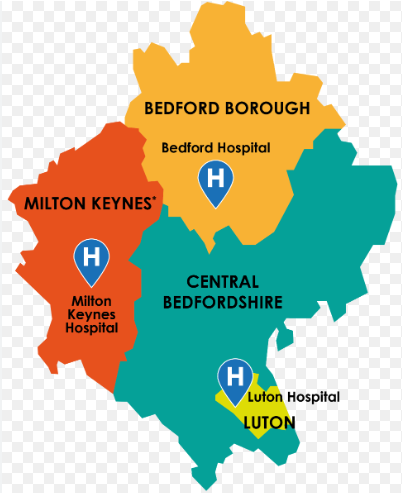 BEDFORD BOROUGH
Bedford Hospital
H
MILTON KEYNES*
H
Milton
Keynes
Hospital
CENTRAL
BEDFORDSHIRE
H
Luton Hospital
LUTON